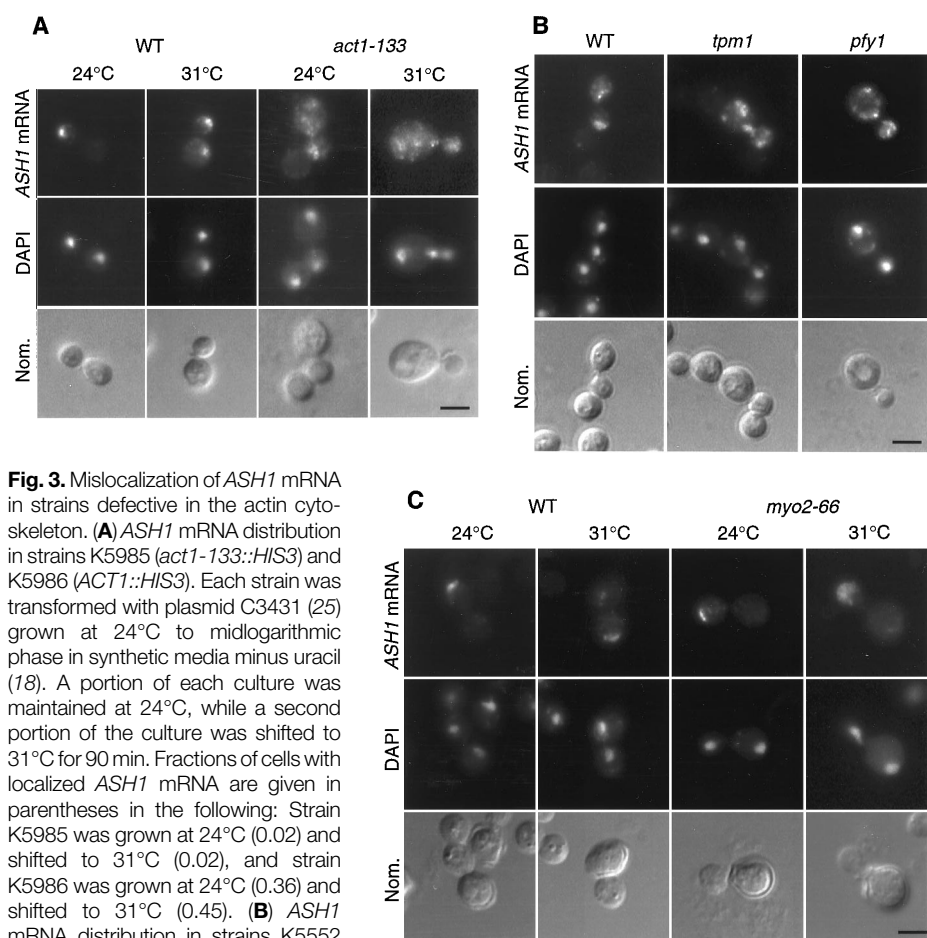 A
WT act1-133
24°C 31°C 24°C 31°C
ASH1 mRNA
DAPI
Nom.
B
WT tpm1 pfy1
ASH1 mRNA
DAPI
Nom.
Fig. 3. Mislocalization of ASH1 mRNA
in strains defective in the actin cyto-
skeleton. (A) ASH1 mRNA distribution
in strains K5985 (act1-133::HIS3) and
K5986 (ACT1::HIS3). Each strain was
transformed with plasmid C3431 (25)
grown at 24°C to midlogarithmic
phase in synthetic media minus uracil
(18). A portion of each culture was
maintained at 24°C, while a second
portion of the culture was shifted to
31°C for 90 min. Fractions of cells with
localized ASH1 mRNA are given in
parentheses in the following: Strain
K5985 was grown at 24°C (0.02) and
shifted to 31°C (0.02), and strain
K5986 was grown at 24°C (0.36) and
shifted to 31°C (0.45). (B) ASH1
mRNA distribution in strains K5552
C
WT myo2-66
24°C 31°C 24°C 31°C
ASH1 mRNA
DAPI
Nom.